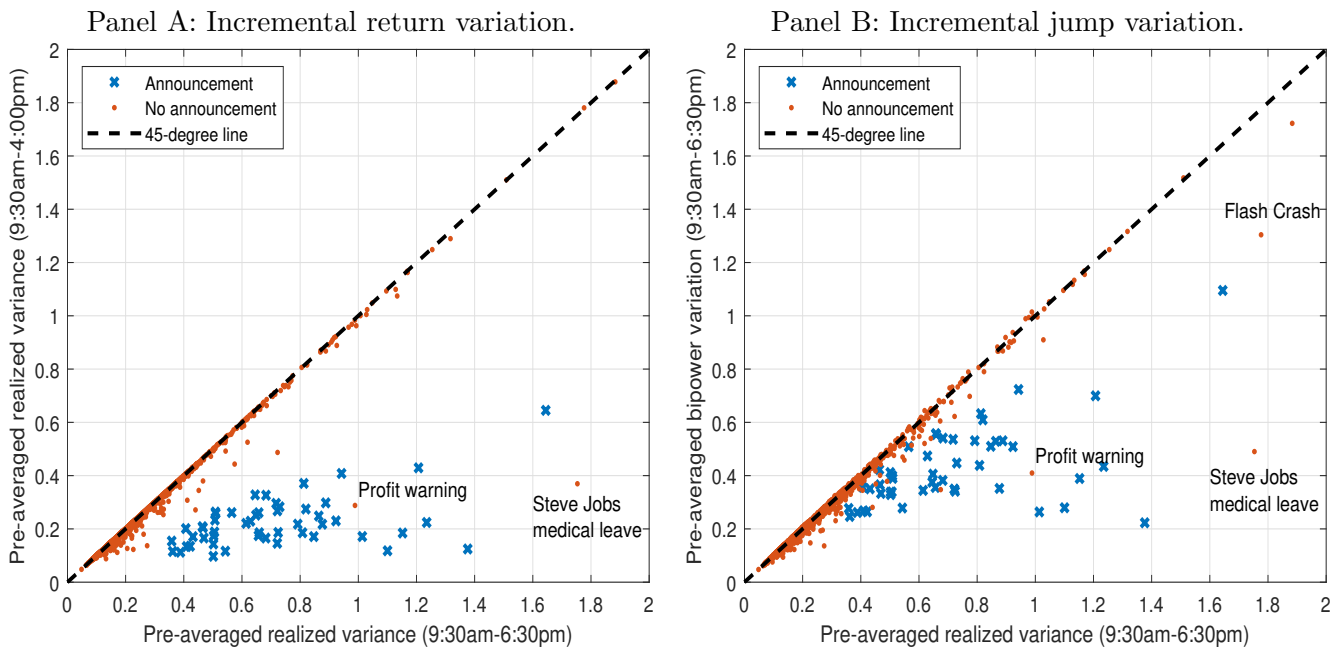 Panel A: Incremental return variation.
Pre-averaged realized variance (9:30am-4:00pm)
2
1.8
1.6
1.4
1.2
1
0.8
0.6
0.4
0.2
0
Announcement
No announcement
45-degree line
Profit warning
Steve Jobs
medical leave
0 0.2 0.4 0.6 0.8 1 1.2 1.4 1.6 1.8 2
Pre-averaged realized variance (9:30am-6:30pm)
Panel B: Incremental jump variation.
Pre-averaged bipower variation (9:30am-6:30pm)
2
1.8
1.6
1.4
1.2
1
0.8
0.6
0.4
0.2
0
Announcement
No announcement
45-degree line
Flash Crash
Profit warning
Steve Jobs
medical leave
0 0.2 0.4 0.6 0.8 1 1.2 1.4 1.6 1.8 2
Pre-averaged realized variance (9:30am-6:30pm)